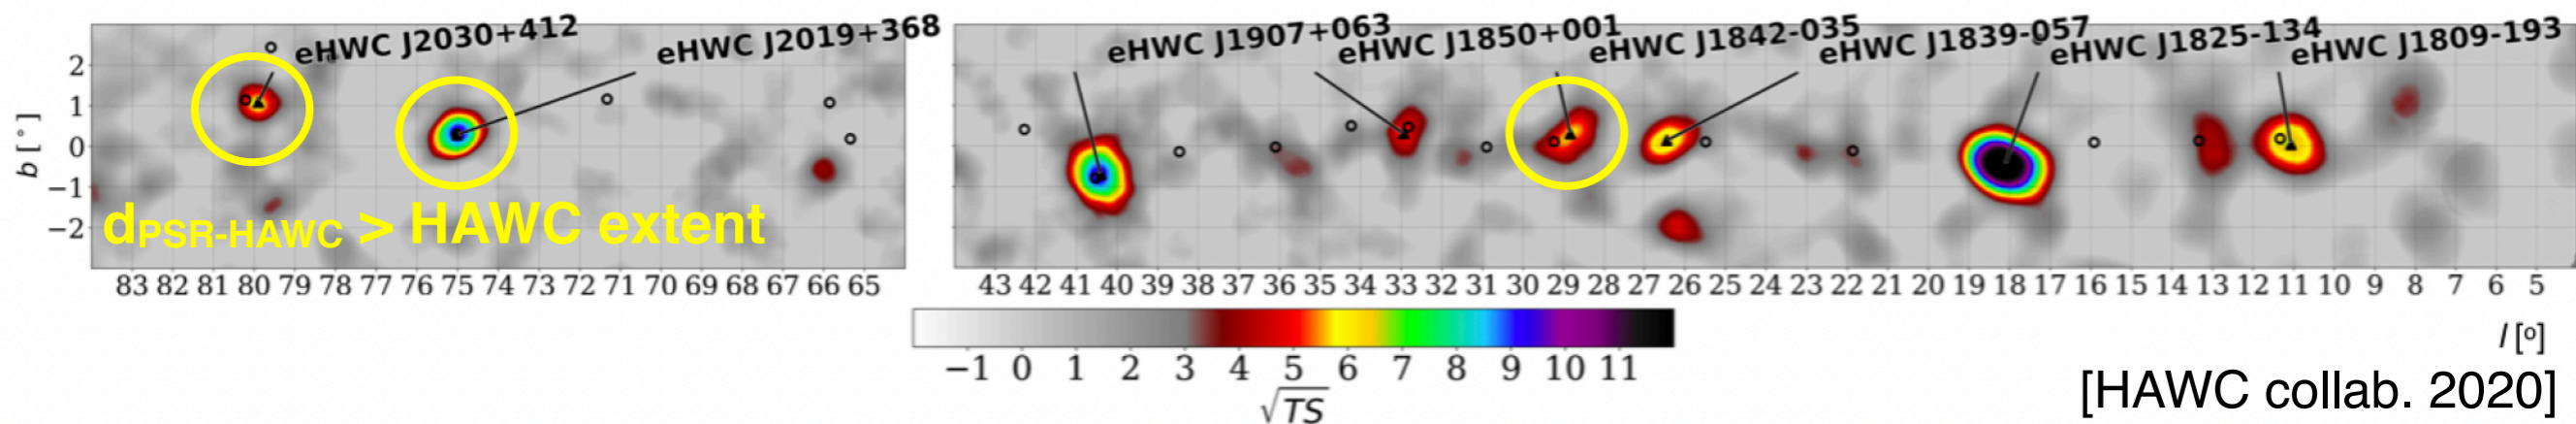 eHWC J2030+412
eHWC J2019+368
eHWC J1907+063
eHWC J1850+001
eHWC J1842-035
eHWC J1839-057
eHWC J1825-134
eHWC J1809-193
2
1
0
−1
−2
b [°]
dPSR-HAWC > HAWC extent
83 82 81 80 79 78 77 76 75 74 73 72 71 70 69 68 67 66 65
43 42 41 40 39 38 37 36 35 34 33 32 31 30 29 28 27 26 25 24 23 22 21 20 19 18 17 16 15 14 13 12 11 10 9 8 7 6 5
l [º]
−1 0 1 2 3 4 5 6 7 8 9 10 11
√TS
[HAWC collab. 2020]